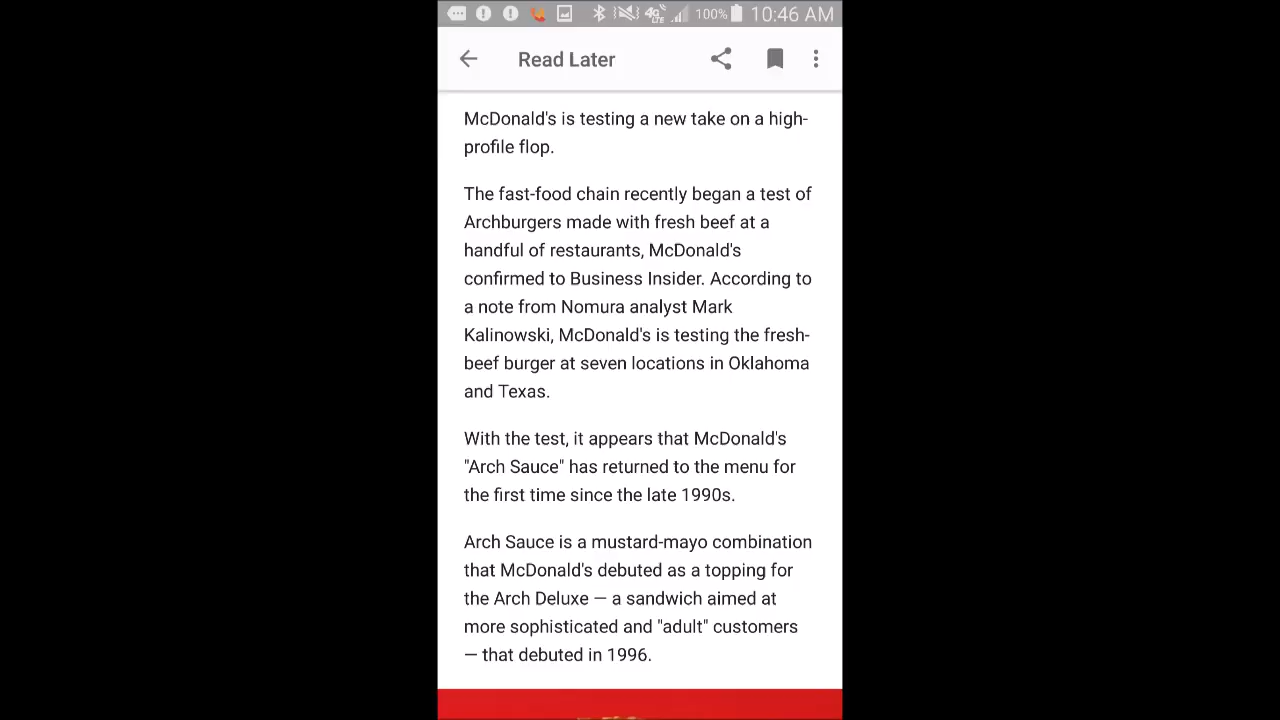 4G LTE 100% 10:46 AM
Read Later
McDonald's is testing a new take on a high-
profile flop.
The fast-food chain recently began a test of
Archburgers made with fresh beef at a
handful of restaurants, McDonald's
confirmed to Business Insider. According to
a note from Nomura analyst Mark
Kalinowski, McDonald's is testing the fresh-
beef burger at seven locations in Oklahoma
and Texas.
With the test, it appears that McDonald's
"Arch Sauce" has returned to the menu for
the first time since the late 1990s.
Arch Sauce is a mustard-mayo combination
that McDonald's debuted as a topping for
the Arch Deluxe — a sandwich aimed at
more sophisticated and "adult" customers
— that debuted in 1996.